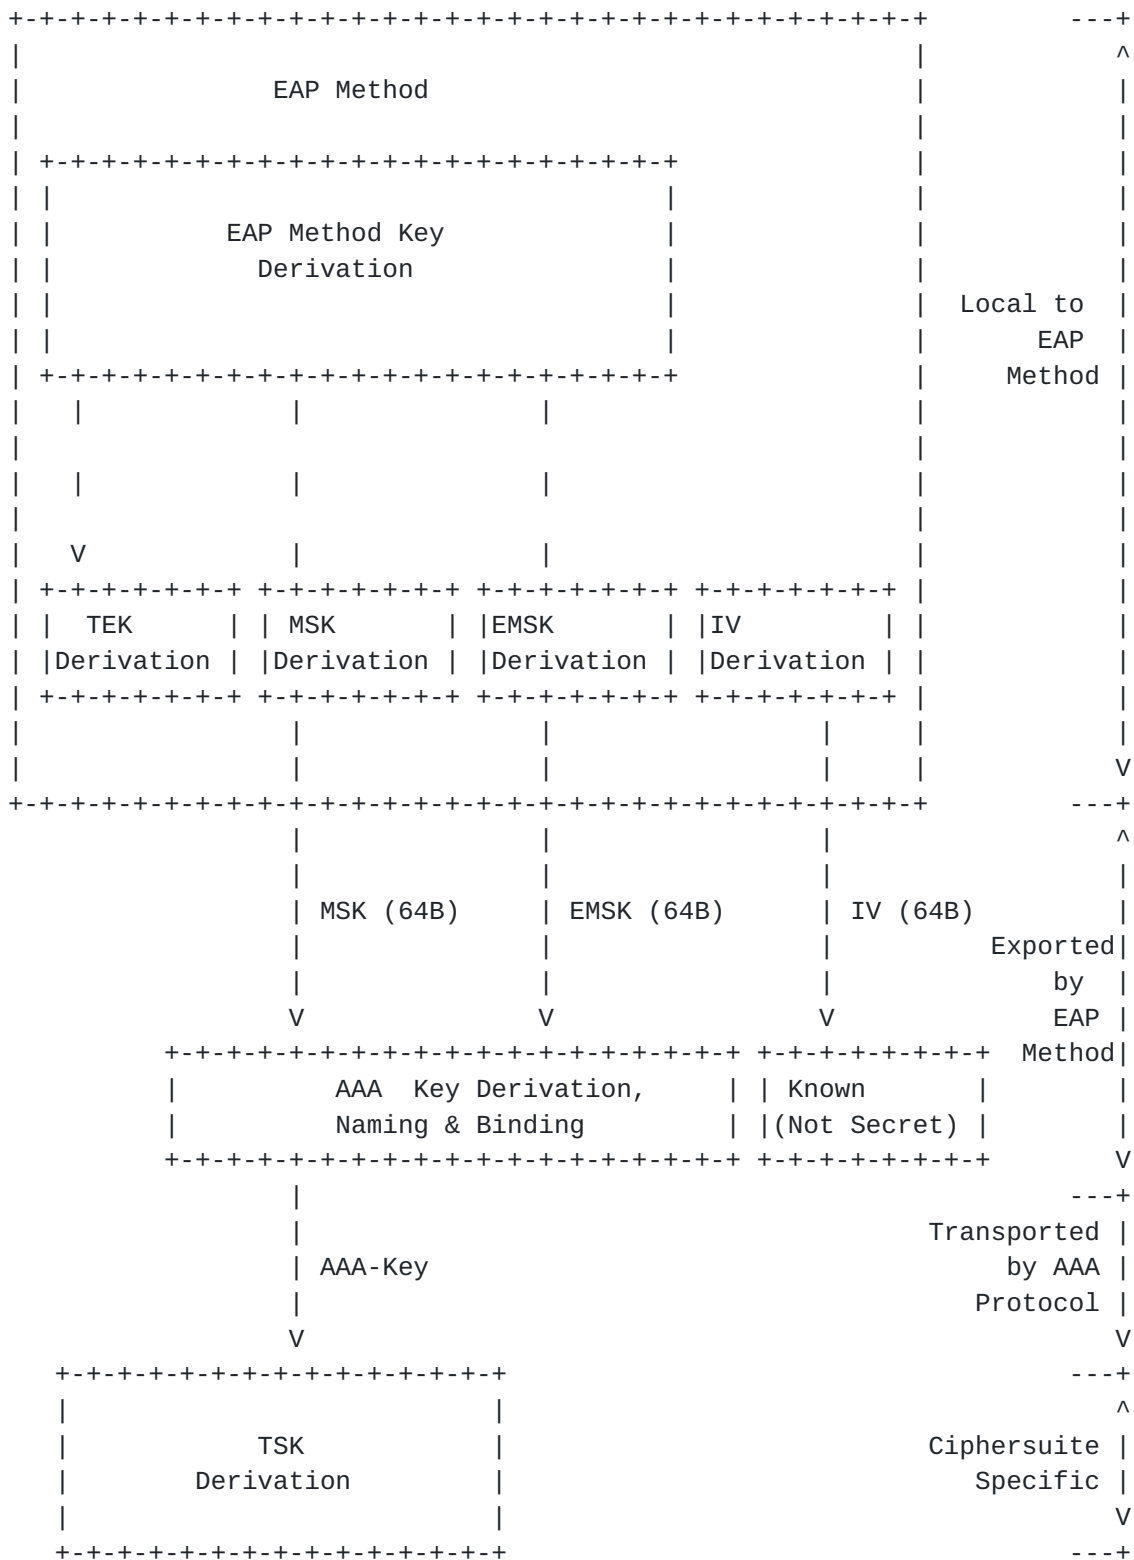 +-+-+-+-+-+-+-+-+-+-+-+-+-+-+-+-+-+-+-+-+-+-+-+-+-+-+-+-+-+         ---+
|                                                         |            ^
|                EAP Method                               |            |
|                                                         |            |
| +-+-+-+-+-+-+-+-+-+-+-+-+-+-+-+-+-+-+-+-+               |            |
| |                                       |               |            |
| |           EAP Method Key              |               |            |
| |             Derivation                |               |            |
| |                                       |               |  Local to  |
| |                                       |               |       EAP  |
| +-+-+-+-+-+-+-+-+-+-+-+-+-+-+-+-+-+-+-+-+               |     Method |
|   |             |               |                       |            |
|                                                         |            |
|   |             |               |                       |            |
|                                                         |            |
|   V             |               |                       |            |
| +-+-+-+-+-+-+ +-+-+-+-+-+-+ +-+-+-+-+-+-+ +-+-+-+-+-+-+ |            |
| |  TEK      | | MSK       | |EMSK       | |IV         | |            |
| |Derivation | |Derivation | |Derivation | |Derivation | |            |
| +-+-+-+-+-+-+ +-+-+-+-+-+-+ +-+-+-+-+-+-+ +-+-+-+-+-+-+ |            |
|                 |               |                 |     |            |
|                 |               |                 |     |            V
+-+-+-+-+-+-+-+-+-+-+-+-+-+-+-+-+-+-+-+-+-+-+-+-+-+-+-+-+-+         ---+
                  |               |                 |                  ^
                  |               |                 |                  |
                  | MSK (64B)     | EMSK (64B)      | IV (64B)         |
                  |               |                 |          Exported|
                  |               |                 |              by  |
                  V               V                 V              EAP |
          +-+-+-+-+-+-+-+-+-+-+-+-+-+-+-+-+-+-+-+ +-+-+-+-+-+-+-+  Method|
          |          AAA  Key Derivation,     | | Known       |        |
          |          Naming & Binding         | |(Not Secret) |        |
          +-+-+-+-+-+-+-+-+-+-+-+-+-+-+-+-+-+-+-+ +-+-+-+-+-+-+-+        V
                  |                                                 ---+
                  |                                        Transported |
                  | AAA-Key                                     by AAA |
                  |                                           Protocol |
                  V                                                    V
   +-+-+-+-+-+-+-+-+-+-+-+-+-+-+                                    ---+
   |                           |                                       ^
   |            TSK            |                           Ciphersuite |
   |        Derivation         |                              Specific |
   |                           |                                       V
   +-+-+-+-+-+-+-+-+-+-+-+-+-+-+                                    ---+